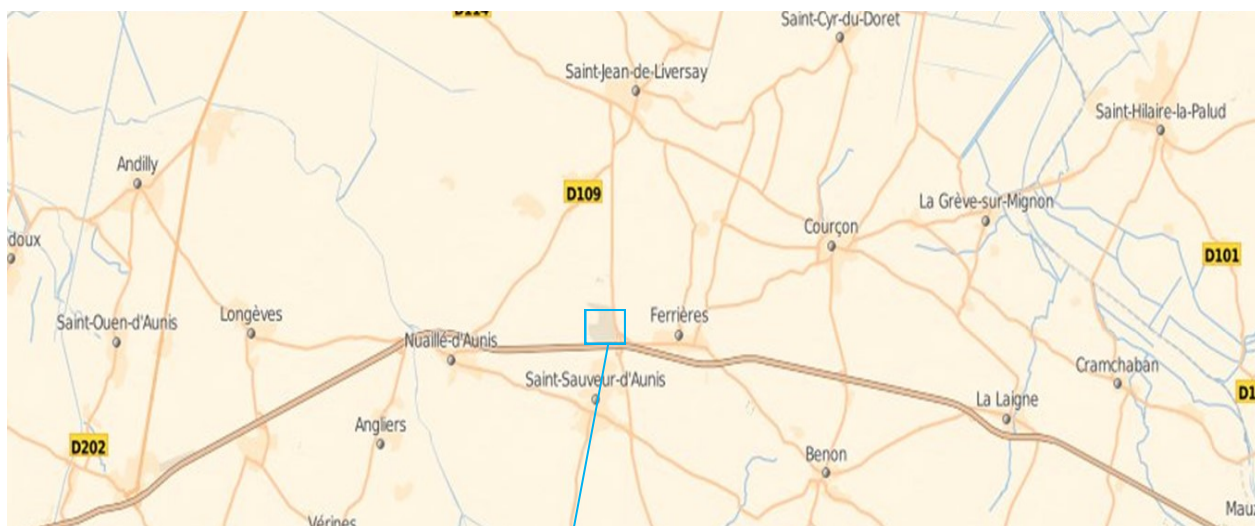 D114
Saint-Cyr-du-Doret
Saint-Jean-de-Liversay
Saint-Hilaire-la-Palud
Andilly
D109
La Grève-sur-Mignon
Courçon
doux
D101
Saint-Ouen-d'Aunis
Longèves
Ferrières
Nuaillé-d'Aunis
Cramchaban
Saint-Sauveur-d'Aunis
D1
La Laigne
Angliers
D202
Benon
Vérines
Mau